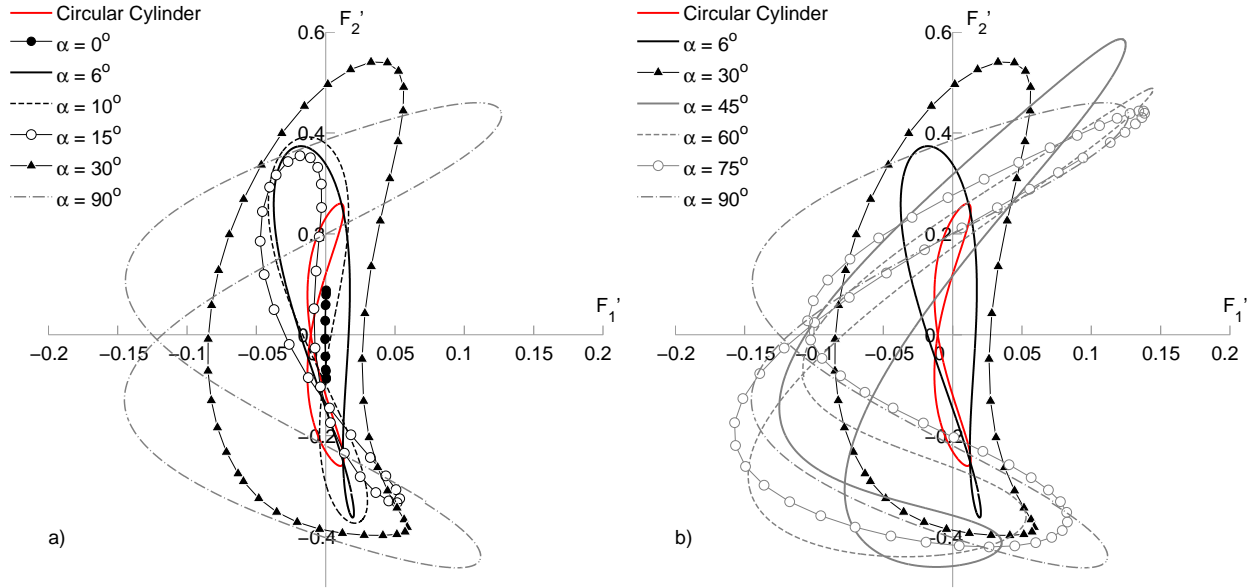 Circular Cylinder
α = 0°
α = 6°
α = 10°
α = 15°
α = 30°
α = 90°
F₂'
0.6
0.4
0.2
0
−0.2
−0.4
−0.2 −0.15 −0.1 −0.05 0 0.05 0.1 0.15 0.2
F₁'
a)
Circular Cylinder
α = 6°
α = 30°
α = 45°
α = 60°
α = 75°
α = 90°
F₂'
0.6
0.4
0.2
0
−0.2
−0.4
−0.2 −0.15 −0.1 −0.05 0 0.05 0.1 0.15 0.2
F₁'
b)